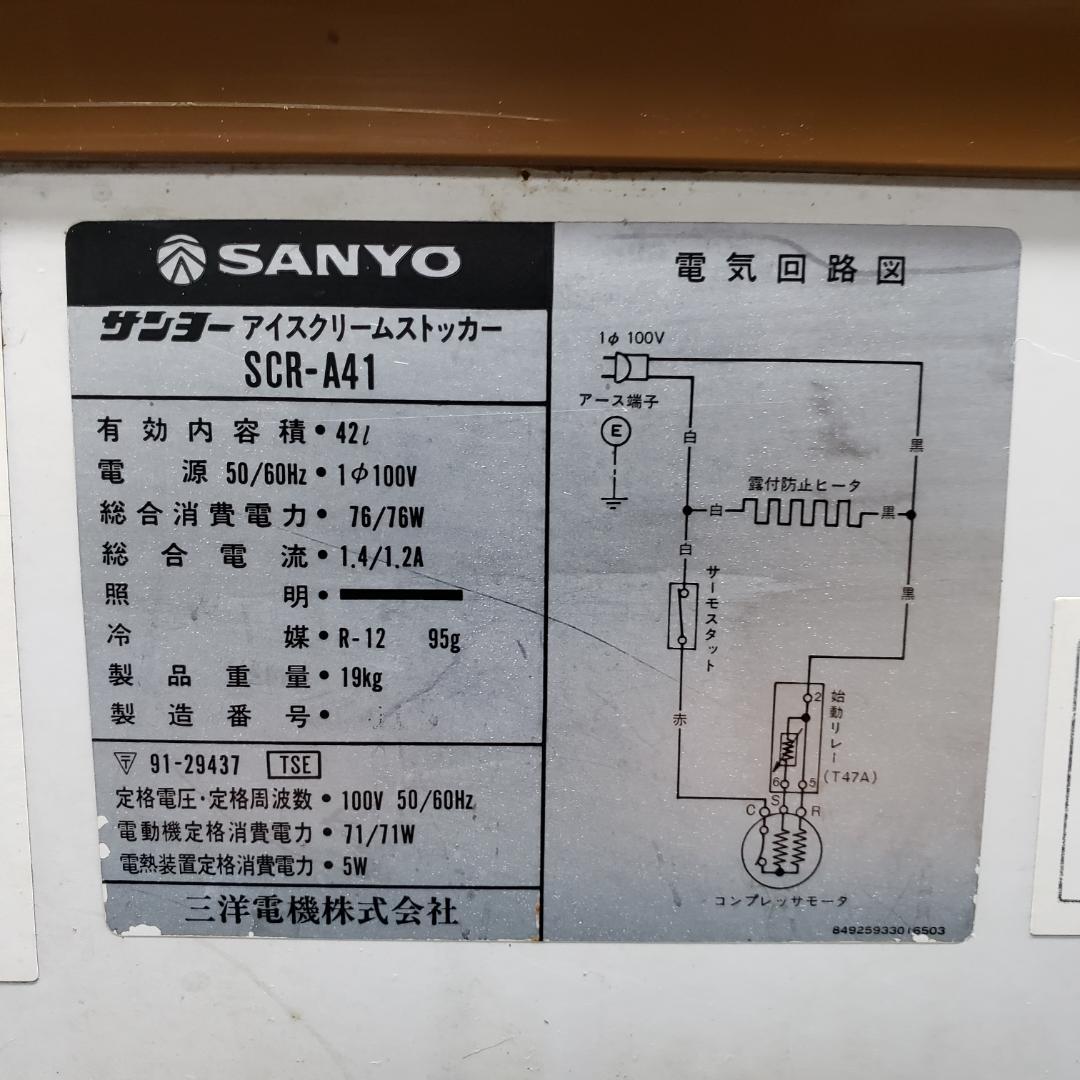 SANYO
サンヨー アイスクリームストッカー
SCR-A41
有効内容積・42ℓ
電源 50/60Hz・1φ100V
総合消費電力・76/76W
総合電流・1.4/1.2A
照明・
冷媒・R-12 95g
製品重量・19kg
製造番号・
〒 91-29437 TSE
定格電圧・定格周波数・100V 50/60Hz
電動機定格消費電力・71/71W
電熱装置定格消費電力・5W
三洋電機株式会社
電気回路図
1φ 100V
アース端子
E
白
黒
露付防止ヒータ
白
黒
白
サーモスタット
黒
赤
2
始動リレー
(T47A)
6
5
C
S
R
コンプレッサモータ